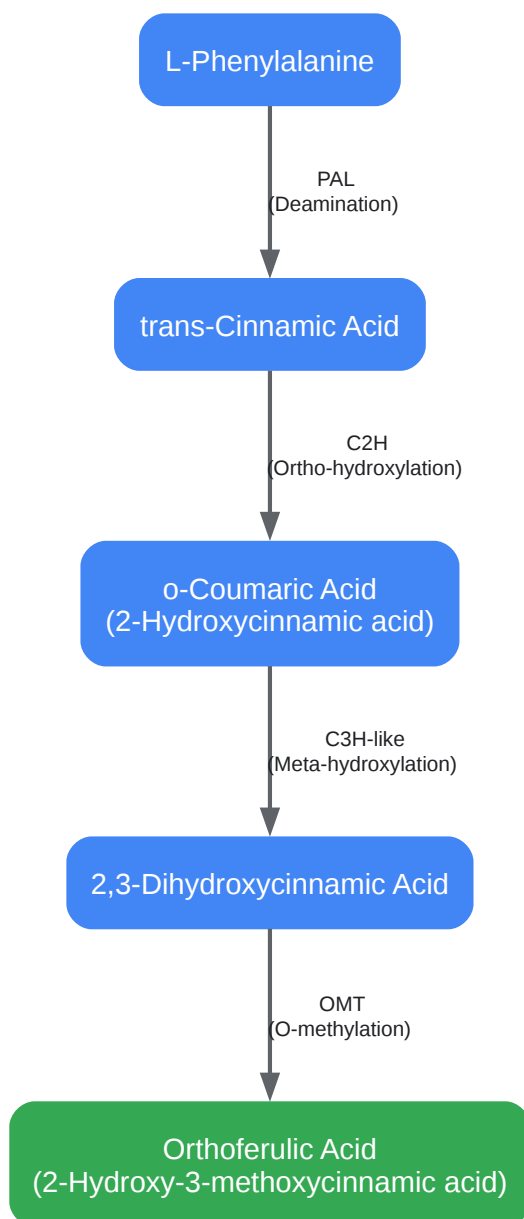 L-Phenylalanine
PAL
(Deamination)
trans-Cinnamic Acid
C2H
(Ortho-hydroxylation)
o-Coumaric Acid
(2-Hydroxycinnamic acid)
C3H-like
(Meta-hydroxylation)
2,3-Dihydroxycinnamic Acid
OMT
(O-methylation)
Orthoferulic Acid
(2-Hydroxy-3-methoxycinnamic acid)